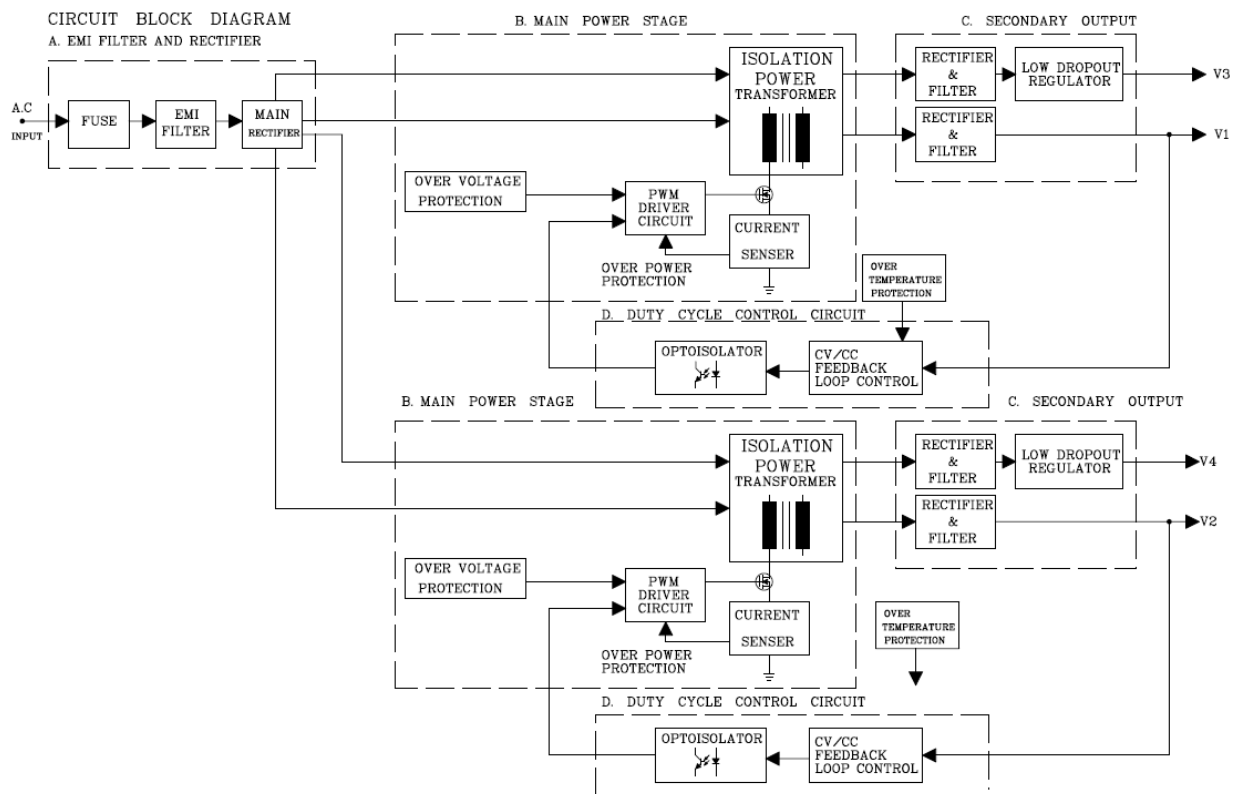 CIRCUIT BLOCK DIAGRAM
A. EMI FILTER AND RECTIFIER
A.C
INPUT
FUSE
EMI
FILTER
MAIN
RECTIFIER
B. MAIN POWER STAGE
ISOLATION
POWER
TRANSFORMER
OVER VOLTAGE
PROTECTION
PWM
DRIVER
CIRCUIT
CURRENT
SENSER
OVER POWER
PROTECTION
C. SECONDARY OUTPUT
RECTIFIER
&
FILTER
LOW DROPOUT
REGULATOR
V3
RECTIFIER
&
FILTER
V1
OVER
TEMPERATURE
PROTECTION
D. DUTY CYCLE CONTROL CIRCUIT
OPTOISOLATOR
CV/CC
FEEDBACK
LOOP CONTROL
B. MAIN POWER STAGE
ISOLATION
POWER
TRANSFORMER
OVER VOLTAGE
PROTECTION
PWM
DRIVER
CIRCUIT
CURRENT
SENSER
OVER POWER
PROTECTION
C. SECONDARY OUTPUT
RECTIFIER
&
FILTER
LOW DROPOUT
REGULATOR
V4
RECTIFIER
&
FILTER
V2
OVER
TEMPERATURE
PROTECTION
D. DUTY CYCLE CONTROL CIRCUIT
OPTOISOLATOR
CV/CC
FEEDBACK
LOOP CONTROL